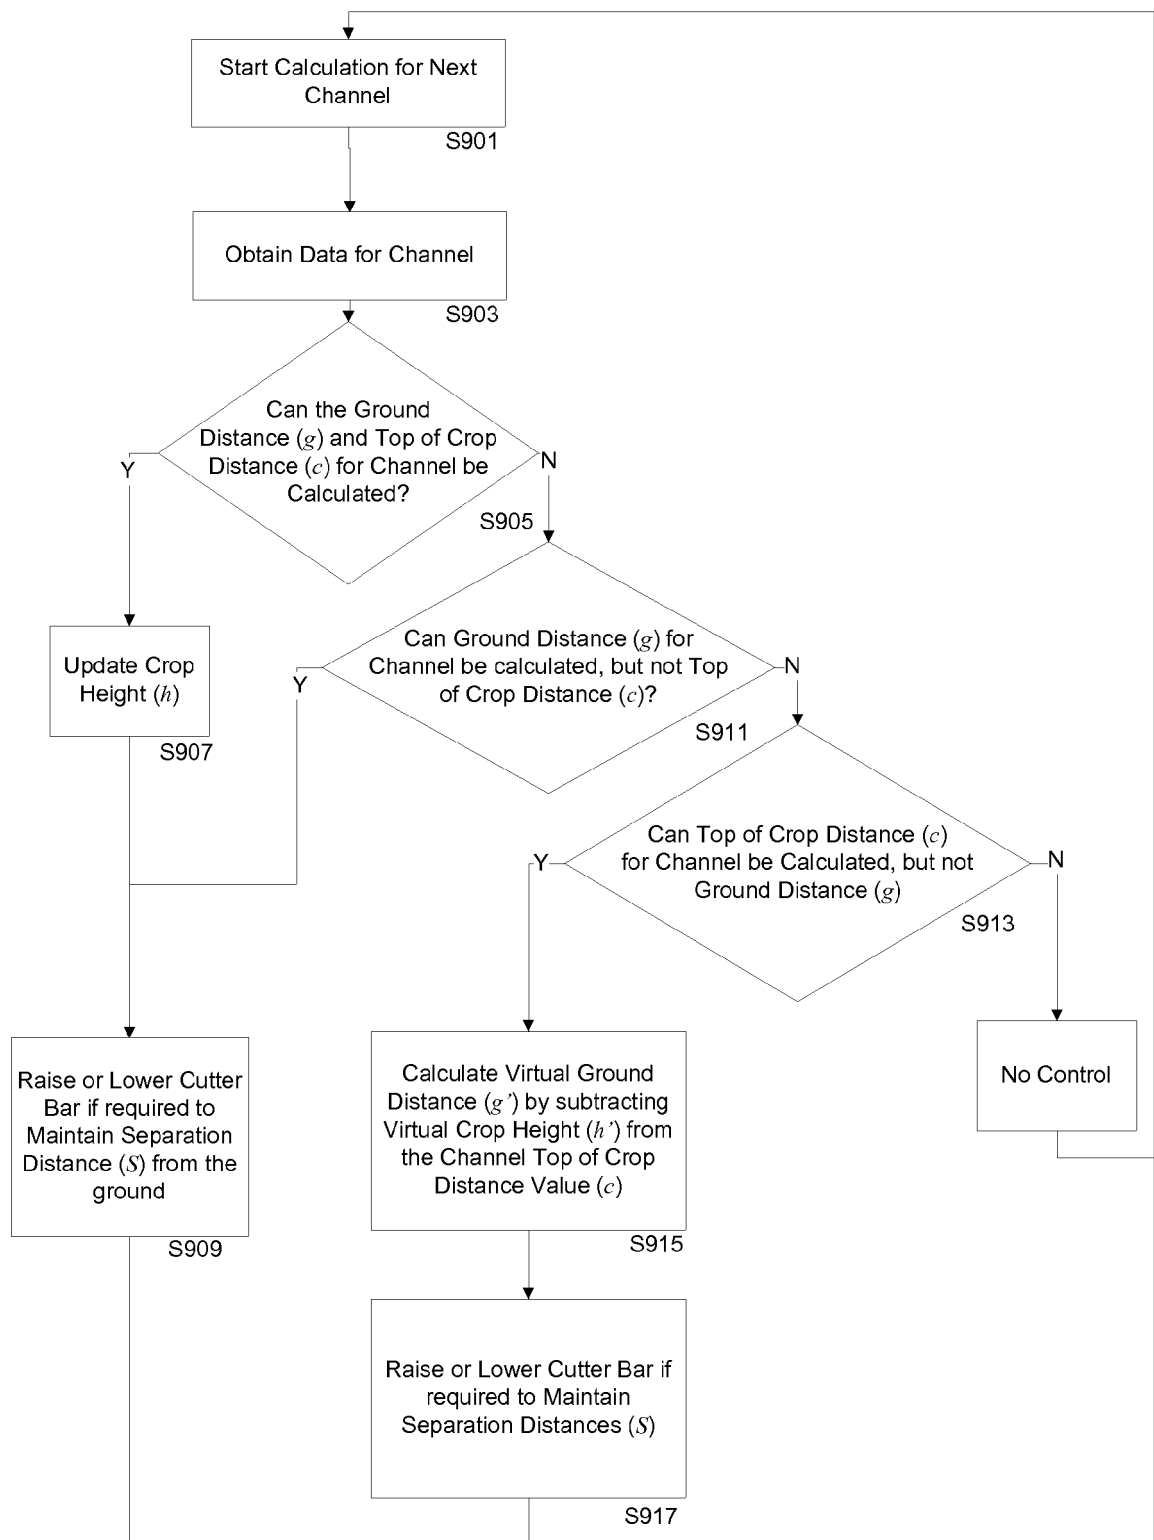 Start Calculation for Next
Channel
S901
Obtain Data for Channel
S903
Can the Ground
Distance (g) and Top of Crop
Distance (c) for Channel be
Calculated?
Y
N
S905
Update Crop
Height (h)
S907
Can Ground Distance (g) for
Channel be calculated, but not Top
of Crop Distance (c)?
Y
N
S911
Can Top of Crop Distance (c)
for Channel be Calculated, but not
Ground Distance (g)
Y
N
S913
Raise or Lower Cutter
Bar if required to
Maintain Separation
Distance (S) from the
ground
S909
Calculate Virtual Ground
Distance (g’) by subtracting
Virtual Crop Height (h’) from
the Channel Top of Crop
Distance Value (c)
S915
No Control
Raise or Lower Cutter Bar if
required to Maintain
Separation Distances (S)
S917